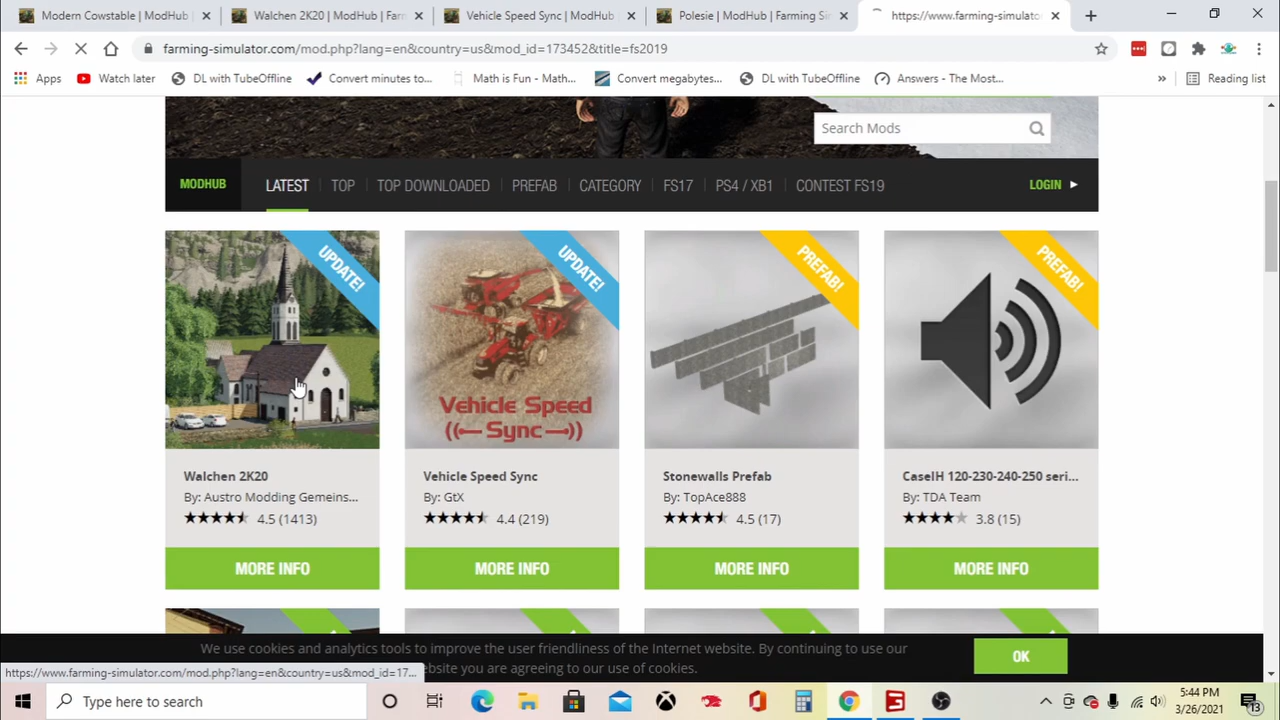 Modern Cowstable | ModHub
Walchen 2K20 | ModHub | Farm
Vehicle Speed Sync | ModHub
Polesie | ModHub | Farming Sim
https://www.farming-simulator
farming-simulator.com/mod.php?lang=en&country=us&mod_id=173452&title=fs2019
Apps
Watch later
DL with TubeOffline
Convert minutes to...
Math is Fun - Math...
Convert megabytes...
DL with TubeOffline
Answers - The Most...
»
Reading list
Search Mods
MODHUB
LATEST
TOP
TOP DOWNLOADED
PREFAB
CATEGORY
FS17
PS4 / XB1
CONTEST FS19
LOGIN
UPDATE!
UPDATE!
PREFAB!
PREFAB!
Vehicle Speed
((—Sync—))
Walchen 2K20
By: Austro Modding Gemeins...
4.5 (1413)
Vehicle Speed Sync
By: GtX
4.4 (219)
Stonewalls Prefab
By: TopAce888
4.5 (17)
CaseIH 120-230-240-250 seri...
By: TDA Team
3.8 (15)
MORE INFO
MORE INFO
MORE INFO
MORE INFO
We use cookies and analytics tools to improve the user friendliness of the Internet website. By continuing to use our
ebsite you are agreeing to our use of cookies.
OK
https://www.farming-simulator.com/mod.php?lang=en&country=us&mod_id=17...
Type here to search
5:44 PM
3/26/2021
13